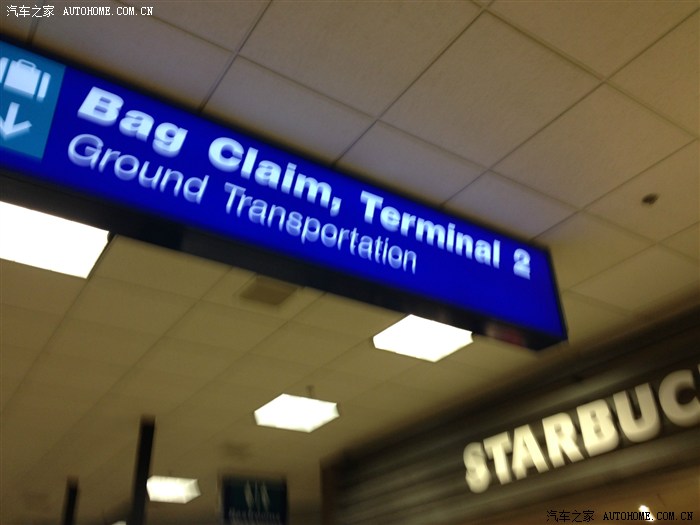 汽车之家 AUTOHOME.COM.CN
Bag Claim, Terminal 2
Ground Transportation
STARBUC
汽车之家 AUTOHOME.COM.CN